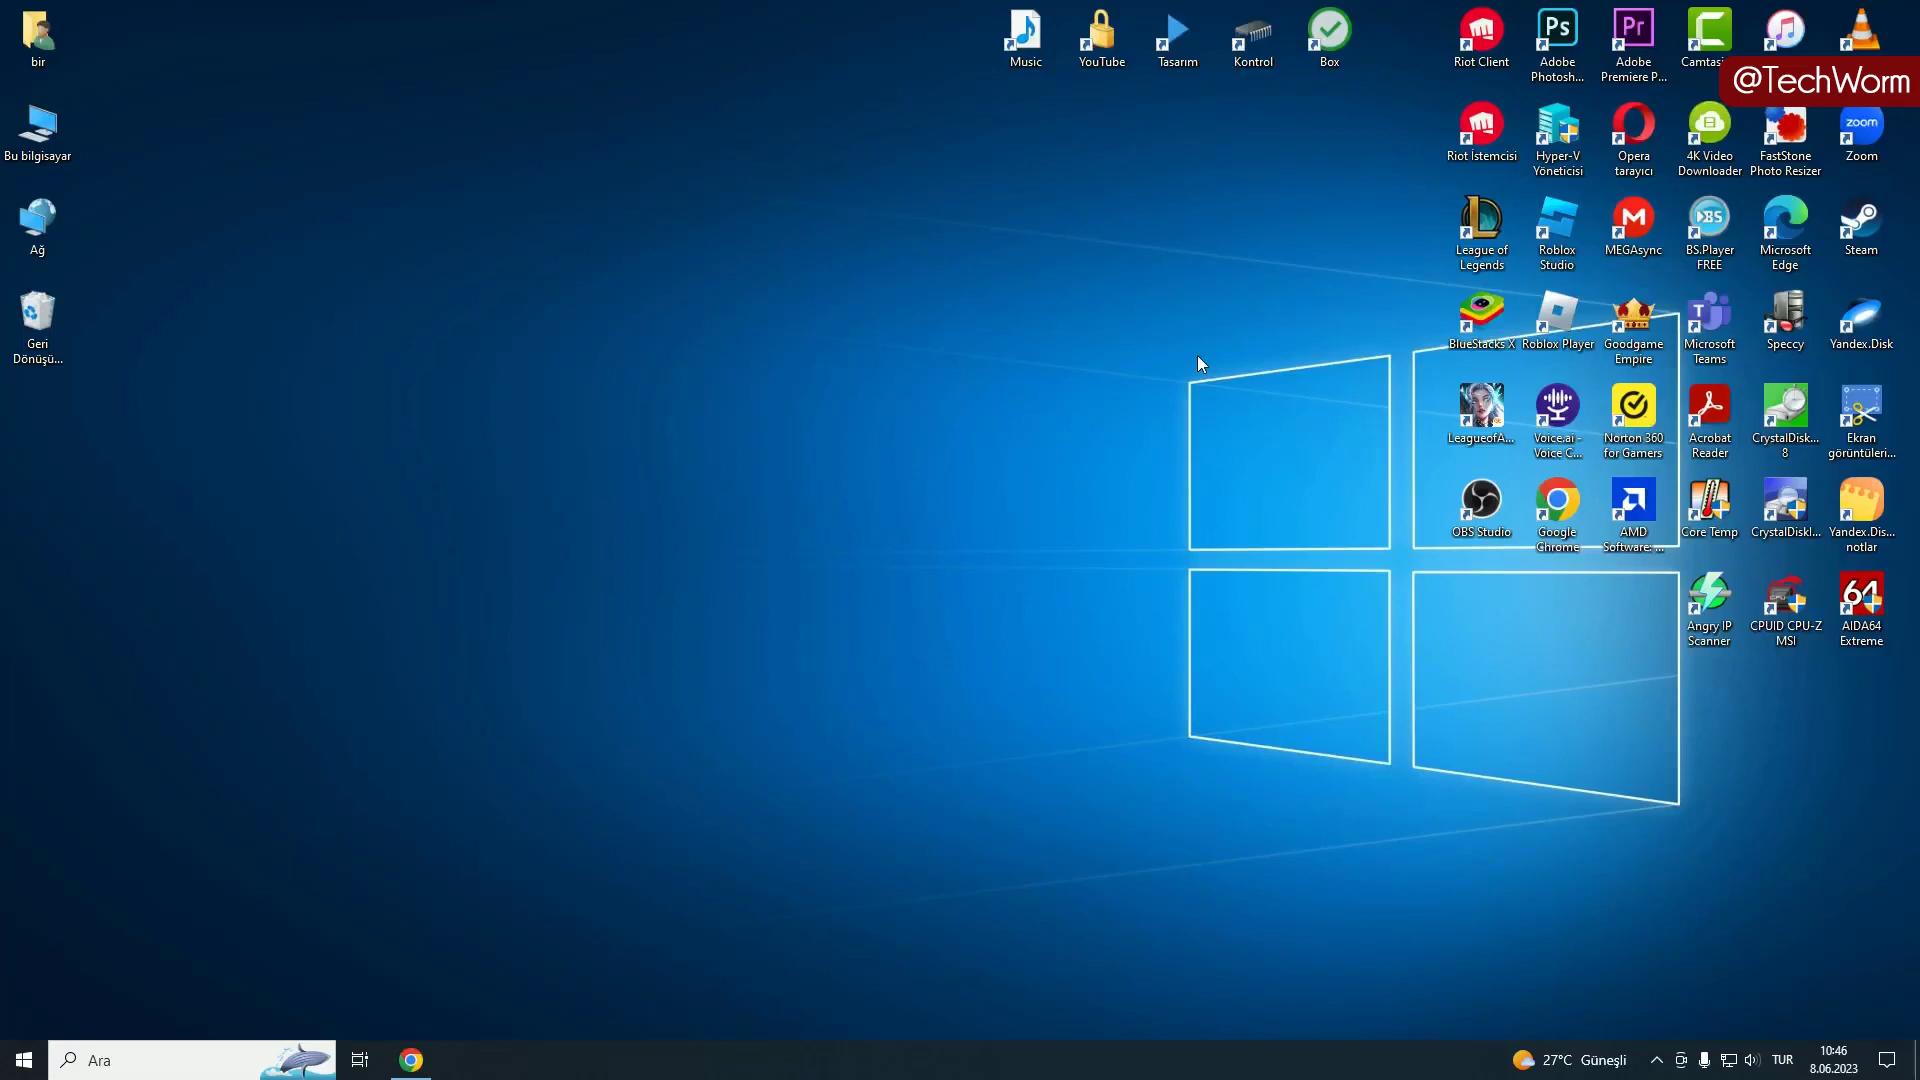 bir
Bu bilgisayar
Ağ
Geri
Dönüşü...
Music
YouTube
Tasarım
Kontrol
Box
Riot Client
Adobe
Photosh...
Adobe
Premiere P...
@TechWorm
Riot İstemcisi
Hyper-V
Yöneticisi
Opera
tarayıcı
4K Video
Downloader
FastStone
Photo Resizer
zoom
Zoom
League of
Legends
Roblox
Studio
MEGAsync
BS.Player
FREE
Microsoft
Edge
Steam
BlueStacks X
Roblox Player
Goodgame
Empire
Microsoft
Teams
Speccy
Yandex.Disk
LeagueofA...
Voice.ai -
Voice C...
Norton 360
for Gamers
Acrobat
Reader
CrystalDisk...
8
Ekran
görüntüleri...
OBS Studio
Google
Chrome
AMD
Software: ...
Core Temp
CrystalDiskI...
Yandex.Dis...
notlar
Angry IP
Scanner
CPUID CPU-Z
MSI
64
AIDA64
Extreme
Ara
27°C Güneşli
TUR
10:46
8.06.2023